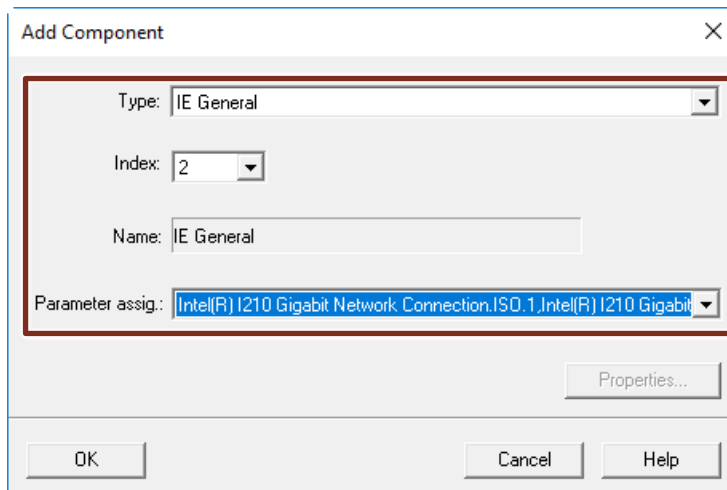 Add Component
Type: IE General
Index: 2
Name: IE General
Parameter assig.: Intel(R) I210 Gigabit Network Connection.ISO.1,Intel(R) I210 Gigabit
Properties...
OK Cancel Help